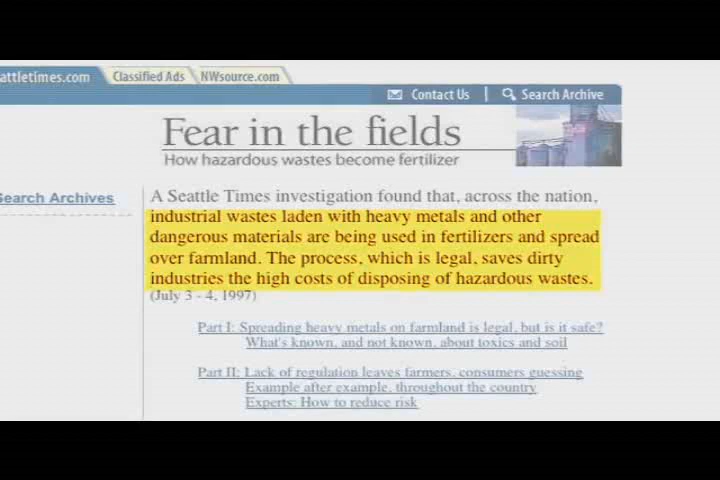 attletimes.com Classified Ads NWsource.com
Contact Us | Search Archive
Fear in the fields
How hazardous wastes become fertilizer
Search Archives
A Seattle Times investigation found that, across the nation,
industrial wastes laden with heavy metals and other
dangerous materials are being used in fertilizers and spread
over farmland. The process, which is legal, saves dirty
industries the high costs of disposing of hazardous wastes.
(July 3 - 4, 1997)
Part I: Spreading heavy metals on farmland is legal, but is it safe?
What's known, and not known, about toxics and soil
Part II: Lack of regulation leaves farmers, consumers guessing
Example after example, throughout the country
Experts: How to reduce risk